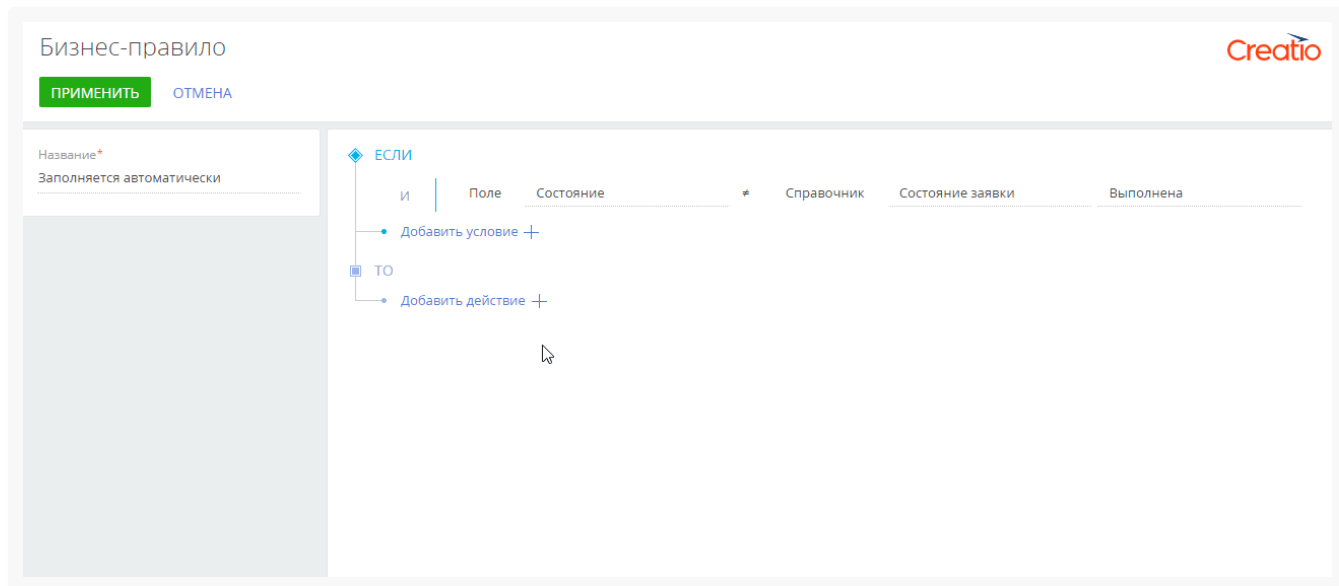 Бизнес-правило
Creatio
ПРИМЕНИТЬ ОТМЕНА
Название*
Заполняется автоматически
ЕСЛИ
И Поле Состояние ≠ Справочник Состояние заявки Выполнена
Добавить условие +
ТО
Добавить действие +